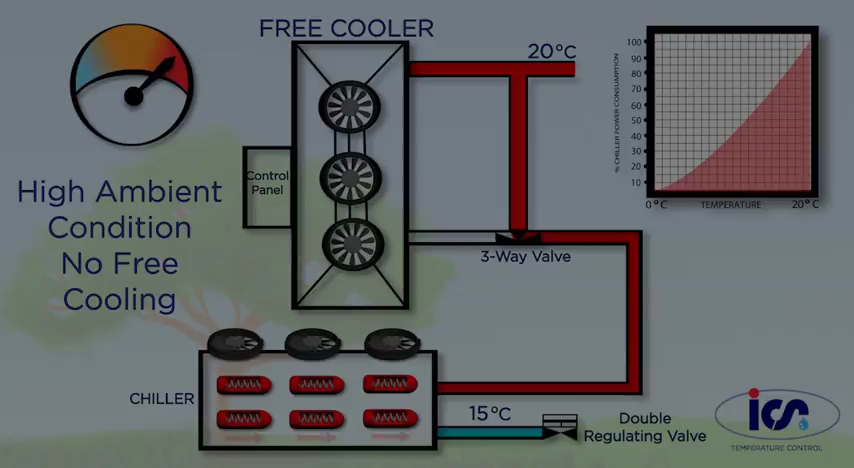 FREE COOLER
20°C
Control
Panel
High Ambient
Condition
No Free
Cooling
3-Way Valve
% CHILLER POWER CONSUMPTION
100
90
80
70
60
50
40
30
20
10
0°C TEMPERATURE 20°C
CHILLER
15°C
Double
Regulating Valve
ics
TEMPERATURE CONTROL